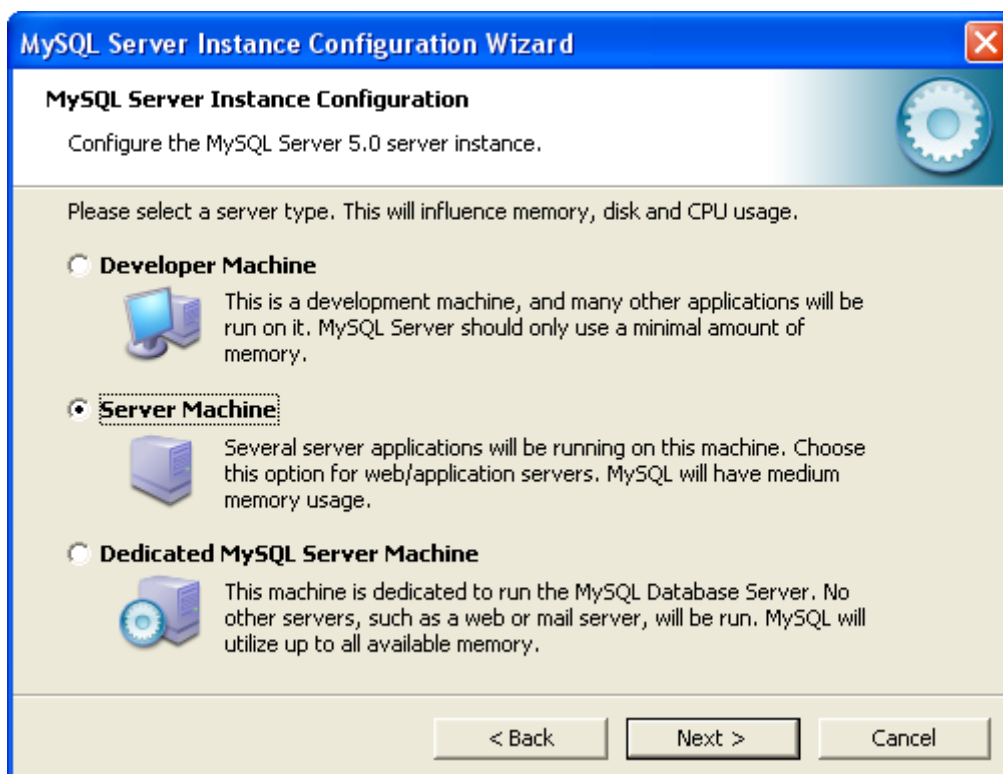 MySQL Server Instance Configuration Wizard
MySQL Server Instance Configuration
Configure the MySQL Server 5.0 server instance.
Please select a server type. This will influence memory, disk and CPU usage.
Developer Machine
This is a development machine, and many other applications will be
run on it. MySQL Server should only use a minimal amount of
memory.
Server Machine
Several server applications will be running on this machine. Choose
this option for web/application servers. MySQL will have medium
memory usage.
Dedicated MySQL Server Machine
This machine is dedicated to run the MySQL Database Server. No
other servers, such as a web or mail server, will be run. MySQL will
utilize up to all available memory.
< Back Next > Cancel